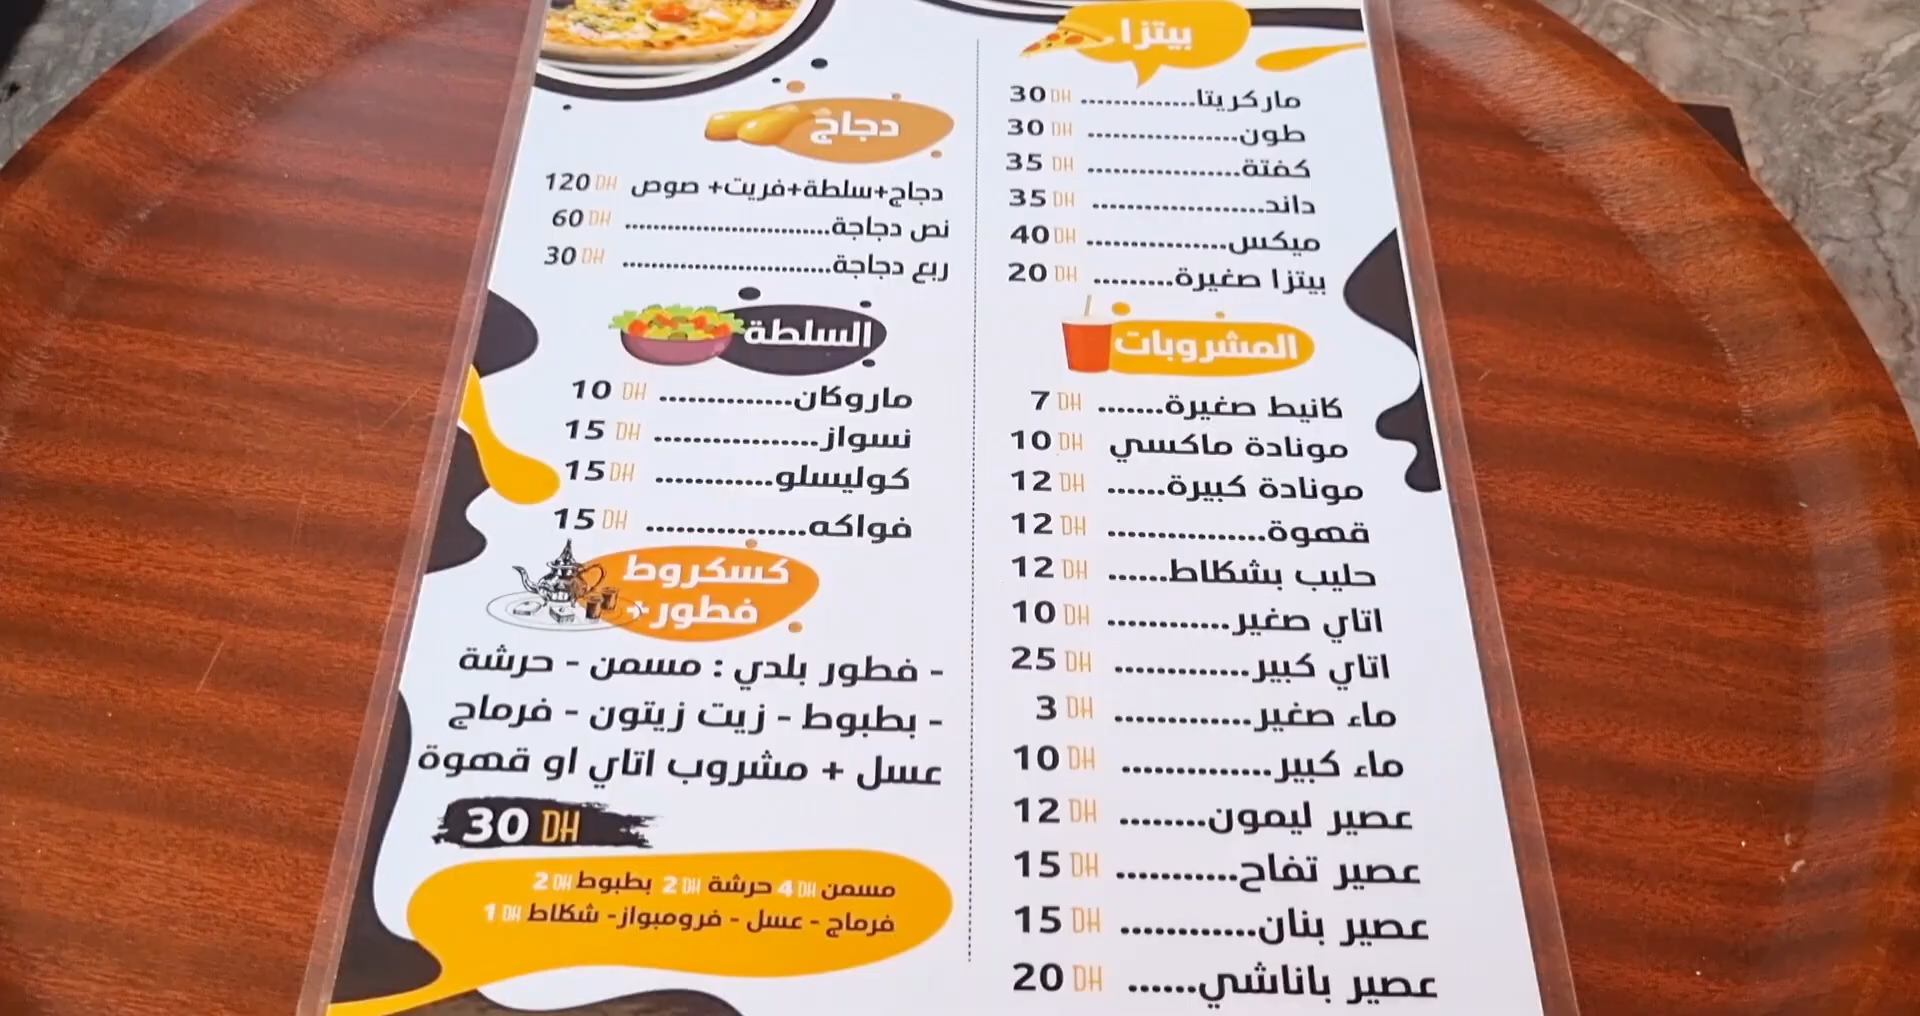 بيتزا
ماركريتا.............30 DH
طون.................30 DH
كفتة.................35 DH
داند...................35 DH
ميكس...............40 DH
بيتزا صغيرة.........20 DH
المشروبات
كانيط صغيرة.......7 DH
مونادة ماكسي 10 DH
مونادة كبيرة......12 DH
قهوة................12 DH
حليب بشكاط......12 DH
اتاي صغير............10 DH
اتاي كبير.............25 DH
ماء صغير.............3 DH
ماء كبير..............10 DH
عصير ليمون........12 DH
عصير تفاح...........15 DH
عصير بنان............15 DH
عصير باناشي......20 DH
دجاج
دجاج+سلطة+فريت+ صوص 120 DH
نص دجاجة...........................60 DH
ربع دجاجة...........................30 DH
السلطة
ماروكان.............10 DH
نسواز.................15 DH
كوليسلو............15 DH
فواكه................15 DH
كسكروط
فطور+
- فطور بلدي : مسمن - حرشة
- بطبوط - زيت زيتون - فرماج
عسل + مشروب اتاي او قهوة
30 DH
مسمن 4 DH حرشة 2 DH بطبوط 2 DH
فرماج - عسل - فرومبواز- شكاط 1 DH